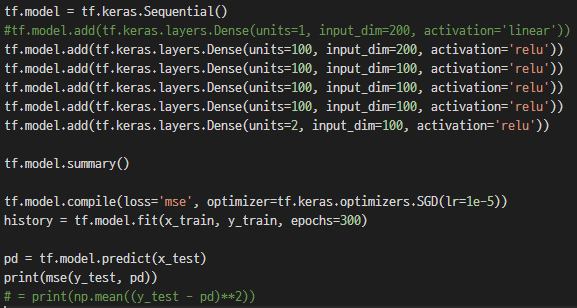 tf.model = tf.keras.Sequential()
#tf.model.add(tf.keras.layers.Dense(units=1, input_dim=200, activation='linear'))
tf.model.add(tf.keras.layers.Dense(units=100, input_dim=200, activation='relu'))
tf.model.add(tf.keras.layers.Dense(units=100, input_dim=100, activation='relu'))
tf.model.add(tf.keras.layers.Dense(units=100, input_dim=100, activation='relu'))
tf.model.add(tf.keras.layers.Dense(units=100, input_dim=100, activation='relu'))
tf.model.add(tf.keras.layers.Dense(units=2, input_dim=100, activation='relu'))
tf.model.summary()
tf.model.compile(loss='mse', optimizer=tf.keras.optimizers.SGD(lr=1e-5))
history = tf.model.fit(x_train, y_train, epochs=300)
pd = tf.model.predict(x_test)
print(mse(y_test, pd))
# = print(np.mean((y_test - pd)**2))